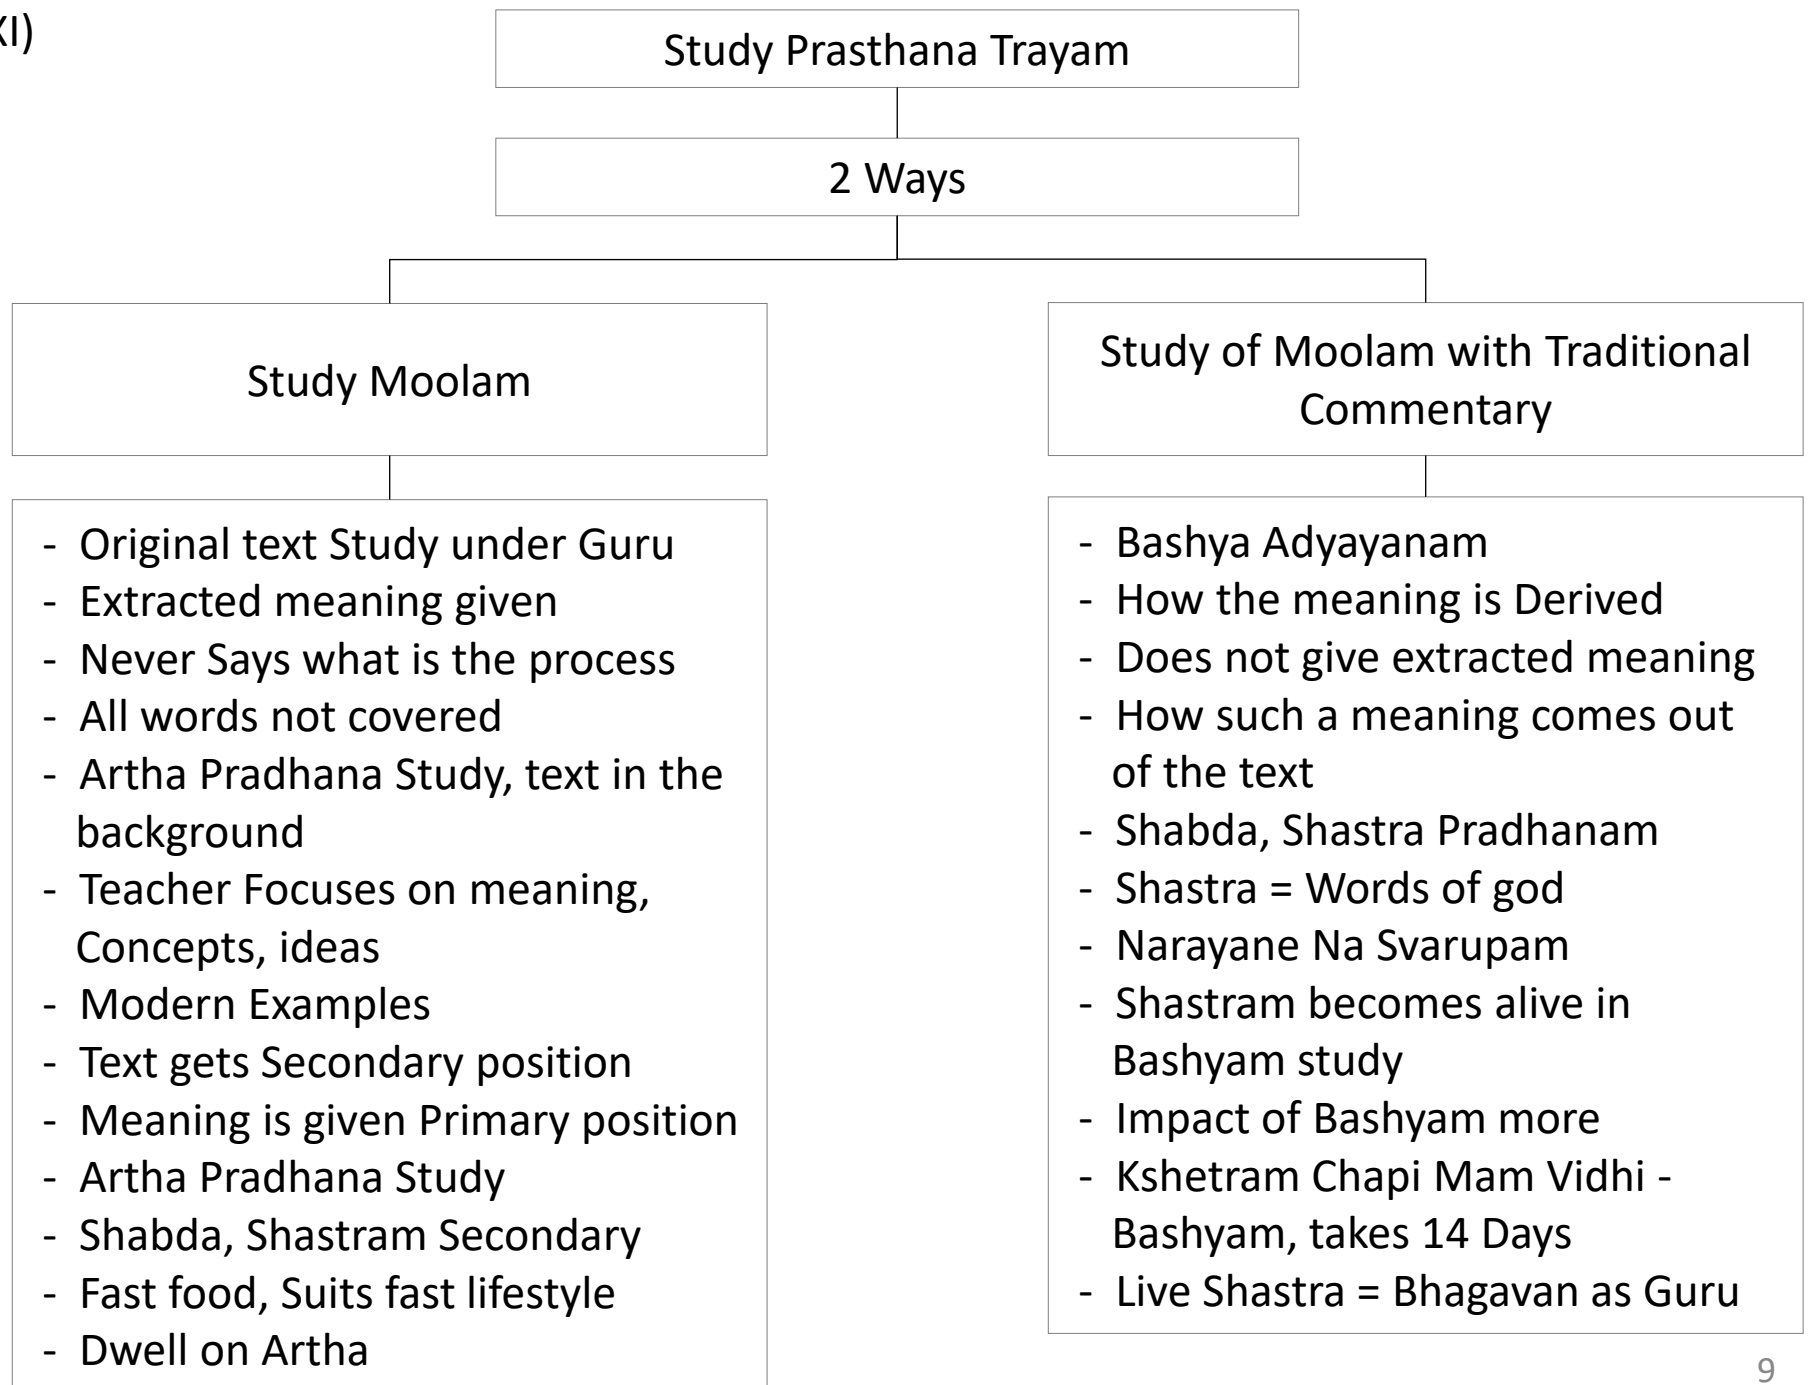 XI)
Study Prasthana Trayam
2 Ways
Study Moolam
- Original text Study under Guru
- Extracted meaning given
- Never Says what is the process
- All words not covered
- Artha Pradhana Study, text in the
background
- Teacher Focuses on meaning,
Concepts, ideas
- Modern Examples
- Text gets Secondary position
- Meaning is given Primary position
- Artha Pradhana Study
- Shabda, Shastram Secondary
- Fast food, Suits fast lifestyle
- Dwell on Artha
Study of Moolam with Traditional
Commentary
- Bashya Adyayanam
- How the meaning is Derived
- Does not give extracted meaning
- How such a meaning comes out
of the text
- Shabda, Shastra Pradhanam
- Shastra = Words of god
- Narayane Na Svarupam
- Shastram becomes alive in
Bashyam study
- Impact of Bashyam more
- Kshetram Chapi Mam Vidhi -
Bashyam, takes 14 Days
- Live Shastra = Bhagavan as Guru
9